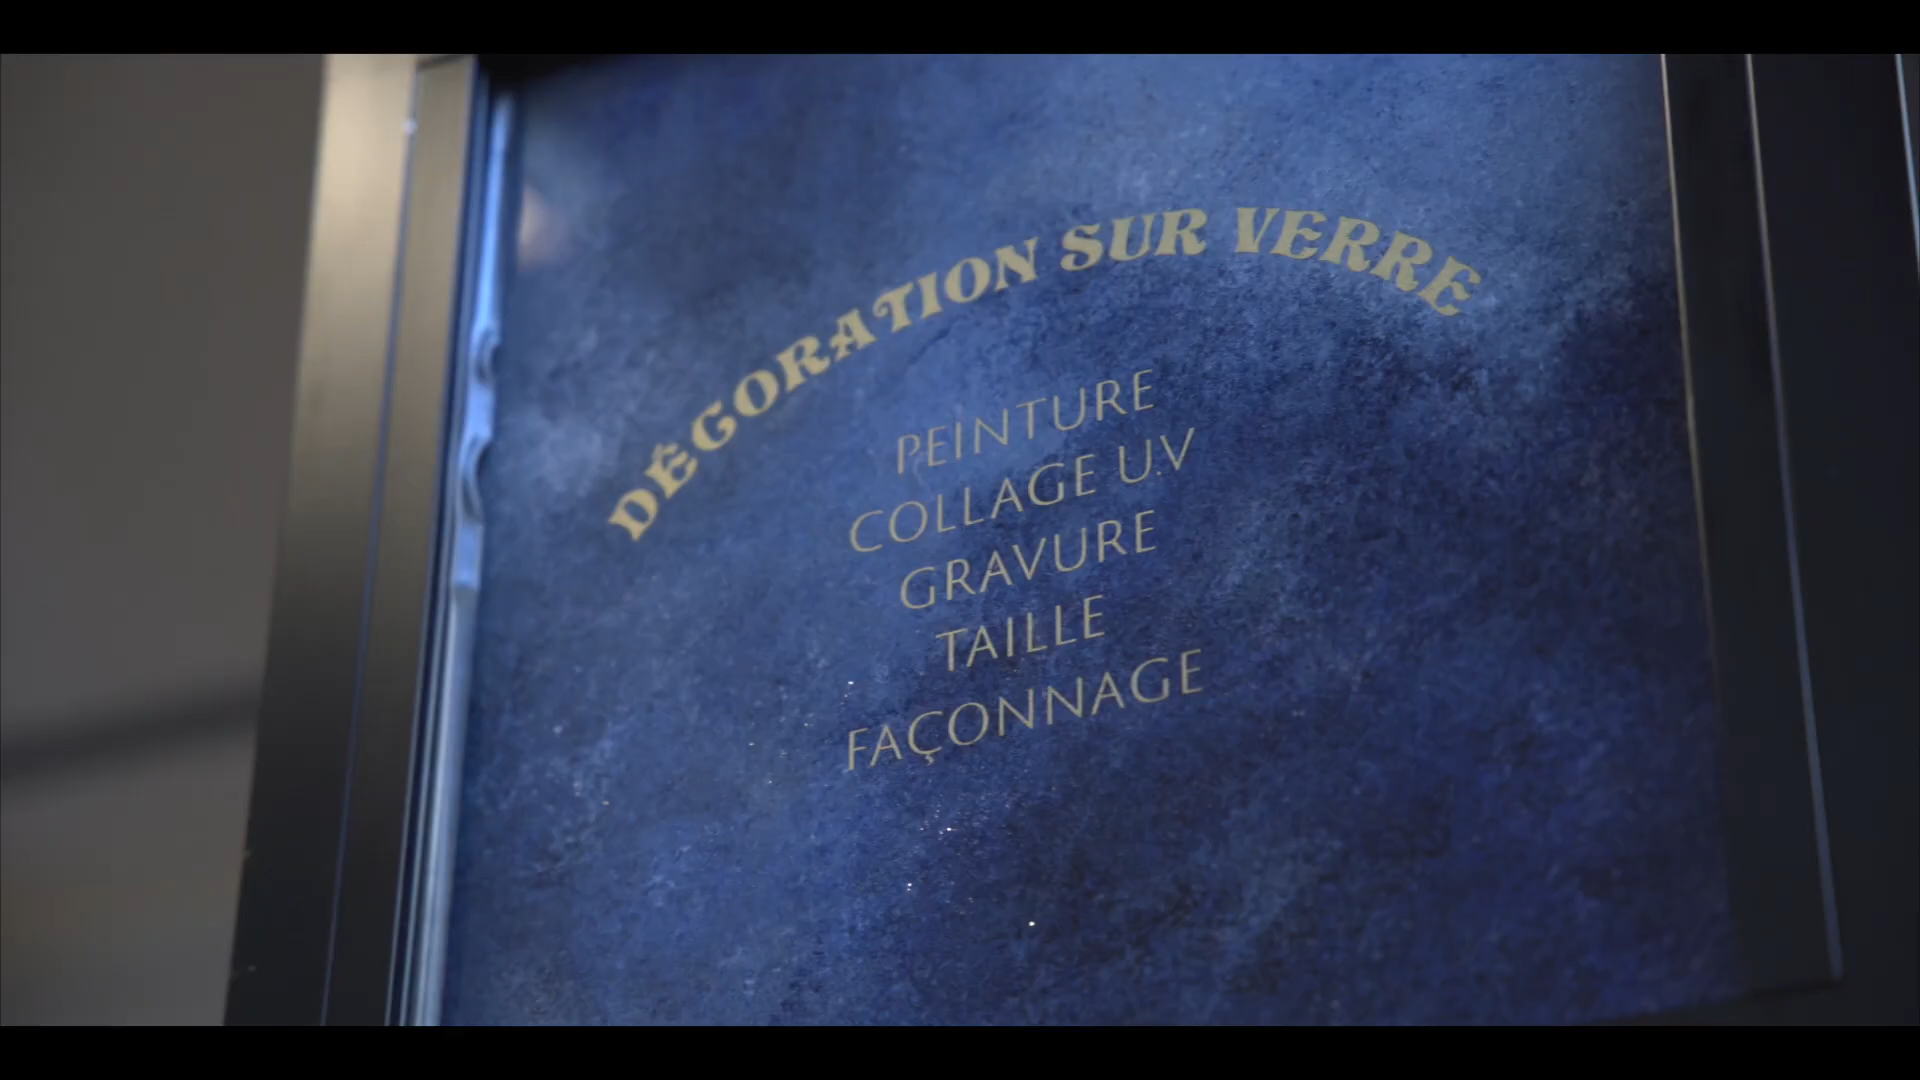 DÉCORATION SUR VERRE
PEINTURE
COLLAGE U.V
GRAVURE
TAILLE
FAÇONNAGE